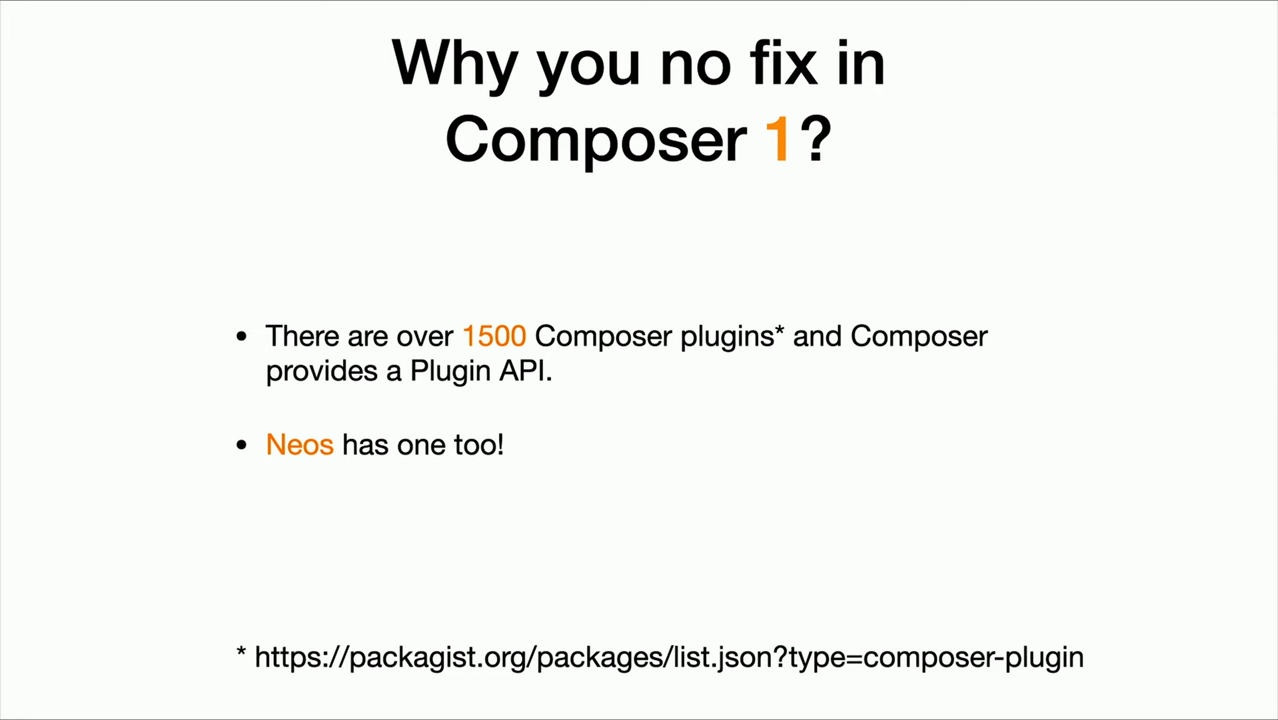 Why you no fix in
Composer 1?
• There are over 1500 Composer plugins* and Composer
provides a Plugin API.
• Neos has one too!
* https://packagist.org/packages/list.json?type=composer-plugin